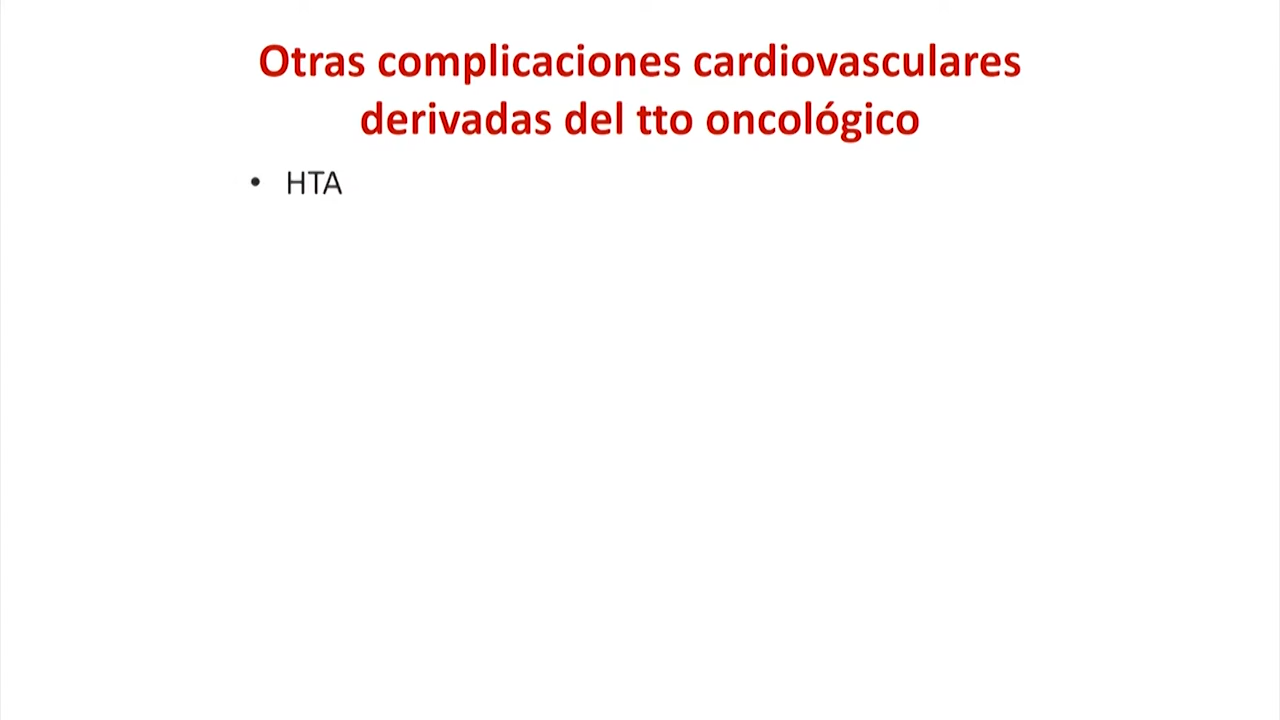 Otras complicaciones cardiovasculares
derivadas del tto oncológico
• HTA